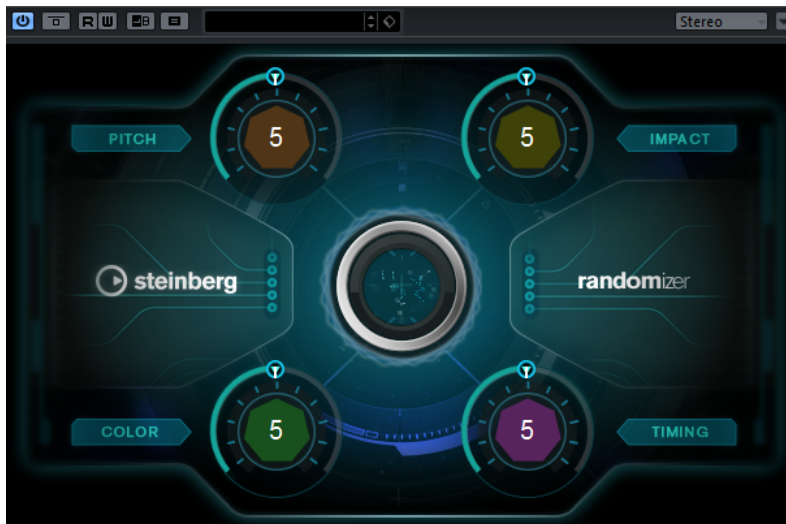 R W
Stereo
PITCH
5
5
IMPACT
steinberg
randomizer
COLOR
5
5
TIMING